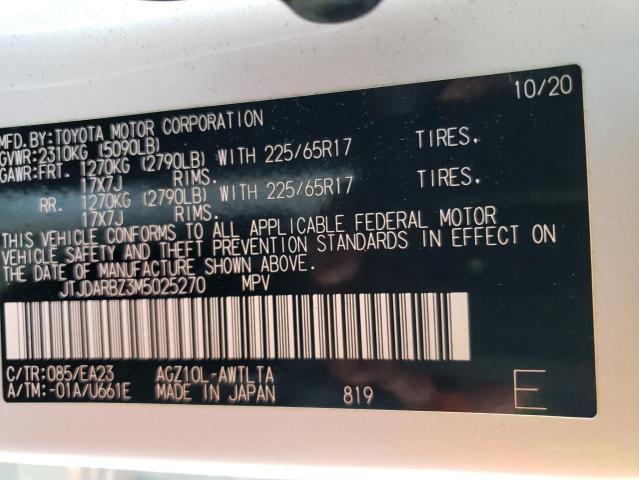 10/20
MFD.BY:TOYOTA MOTOR CORPORATION
GVWR:2310KG (5090LB)
GAWR:FRT. 1270KG (2790LB) WITH 225/65R17 TIRES.
17X7J RIMS.
RR. 1270KG (2790LB) WITH 225/65R17 TIRES.
17X7J RIMS.
THIS VEHICLE CONFORMS TO ALL APPLICABLE FEDERAL MOTOR
VEHICLE SAFETY AND THEFT PREVENTION STANDARDS IN EFFECT ON
THE DATE OF MANUFACTURE SHOWN ABOVE.
JTJDARBZ3M5025270 MPV
C/TR:085/EA23 AGZ10L-AWTLTA
A/TM:-01A/U661E MADE IN JAPAN 819 E